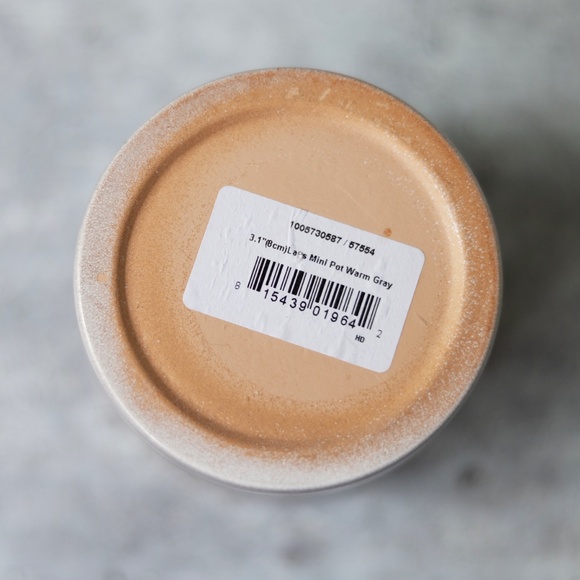 1005730587 / 57554
3.1"(8cm)Lars Mini Pot Warm Gray
8 15439 01964 2
HD